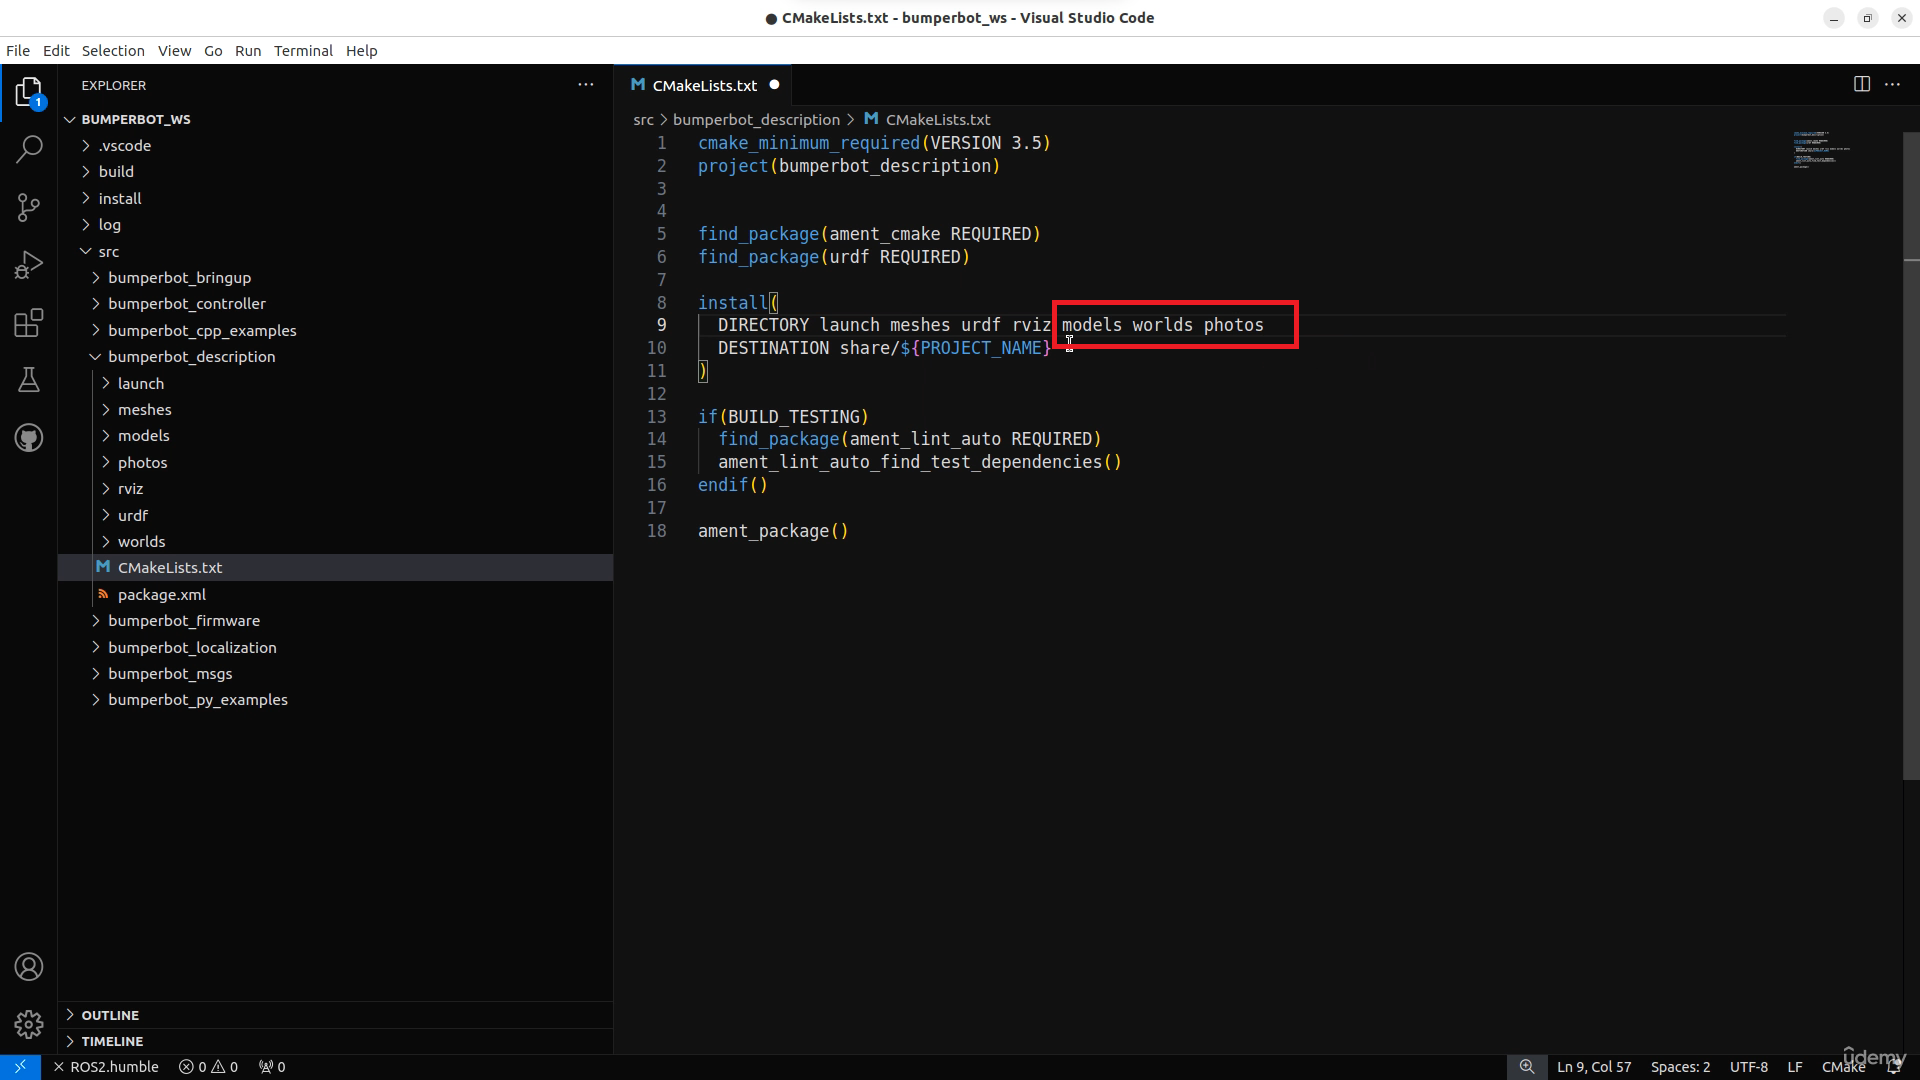 ● CMakeLists.txt - bumperbot_ws - Visual Studio Code
File Edit Selection View Go Run Terminal Help
EXPLORER
BUMPERBOT_WS
.vscode
build
install
log
src
bumperbot_bringup
bumperbot_controller
bumperbot_cpp_examples
bumperbot_description
launch
meshes
models
photos
rviz
urdf
worlds
CMakeLists.txt
package.xml
bumperbot_firmware
bumperbot_localization
bumperbot_msgs
bumperbot_py_examples
OUTLINE
TIMELINE
1
CMakeLists.txt
src > bumperbot_description > CMakeLists.txt
1 cmake_minimum_required(VERSION 3.5)
2 project(bumperbot_description)
3
4
5 find_package(ament_cmake REQUIRED)
6 find_package(urdf REQUIRED)
7
8 install(
9 DIRECTORY launch meshes urdf rviz models worlds photos
10 DESTINATION share/${PROJECT_NAME}
11 )
12
13 if(BUILD_TESTING)
14 find_package(ament_lint_auto REQUIRED)
15 ament_lint_auto_find_test_dependencies()
16 endif()
17
18 ament_package()
ROS2.humble 0 0 0 Ln 9, Col 57 Spaces: 2 UTF-8 LF CMake
udemy